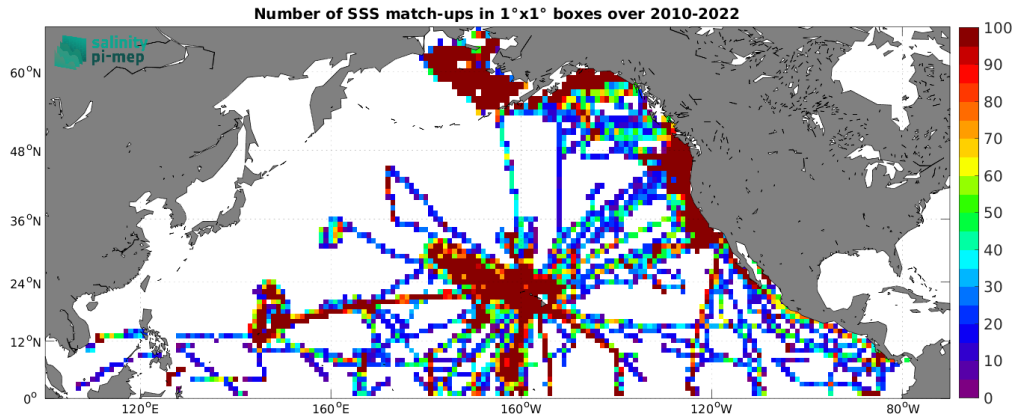 Number of SSS match-ups in 1°x1° boxes over 2010-2022
salinity
pi-mep
60°N
48°N
36°N
24°N
12°N
0°
120°E
160°E
160°W
120°W
80°W
100
90
80
70
60
50
40
30
20
10
0